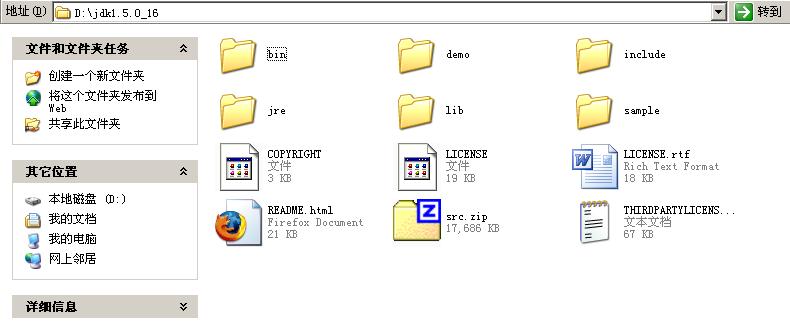 地址(D)
D:\jdk1.5.0_16
转到
文件和文件夹任务
创建一个新文件夹
将这个文件夹发布到
Web
共享此文件夹
其它位置
本地磁盘 (D:)
我的文档
我的电脑
网上邻居
详细信息
bin
demo
include
jre
lib
sample
COPYRIGHT
文件
3 KB
LICENSE
文件
19 KB
LICENSE.rtf
Rich Text Format
18 KB
README.html
Firefox Document
21 KB
src.zip
17,686 KB
THIRDPARTYLICENS...
文本文档
67 KB